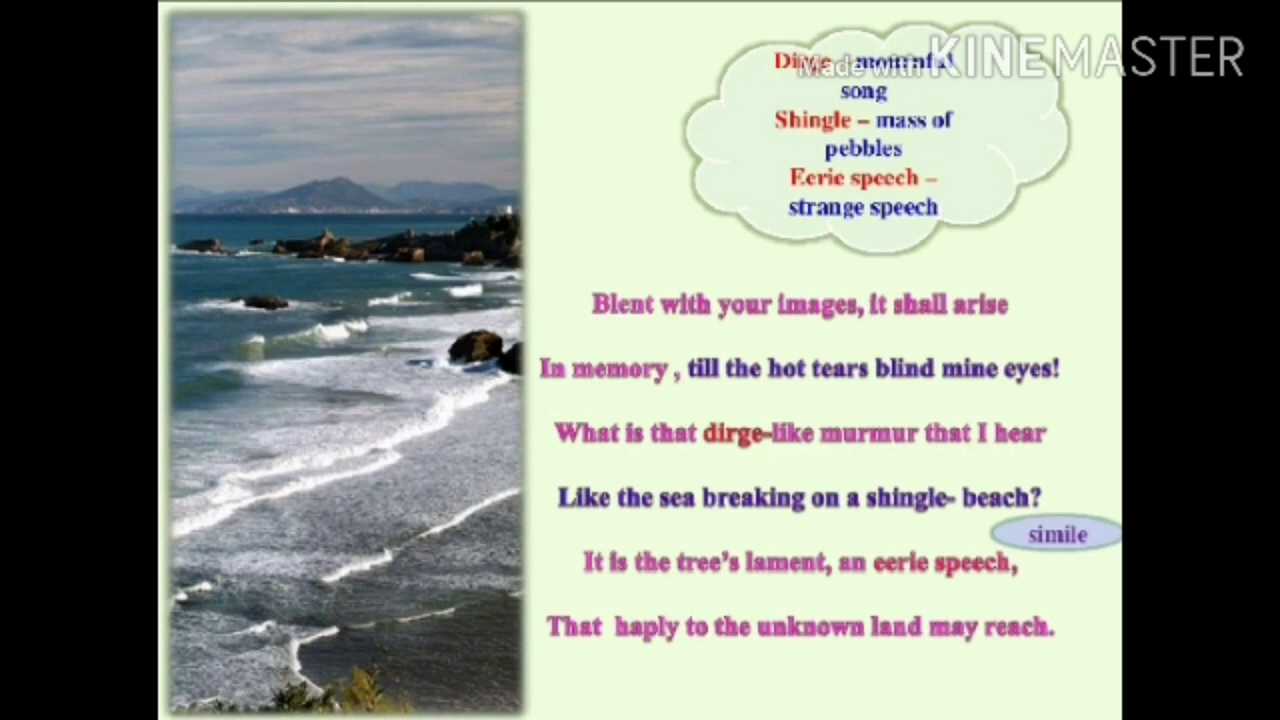 Made with KINEMASTER
Dirge – mournful
song
Shingle – mass of
pebbles
Eerie speech –
strange speech
Blent with your images, it shall arise
In memory , till the hot tears blind mine eyes!
What is that dirge-like murmur that I hear
Like the sea breaking on a shingle- beach?
simile
It is the tree’s lament, an eerie speech,
That haply to the unknown land may reach.